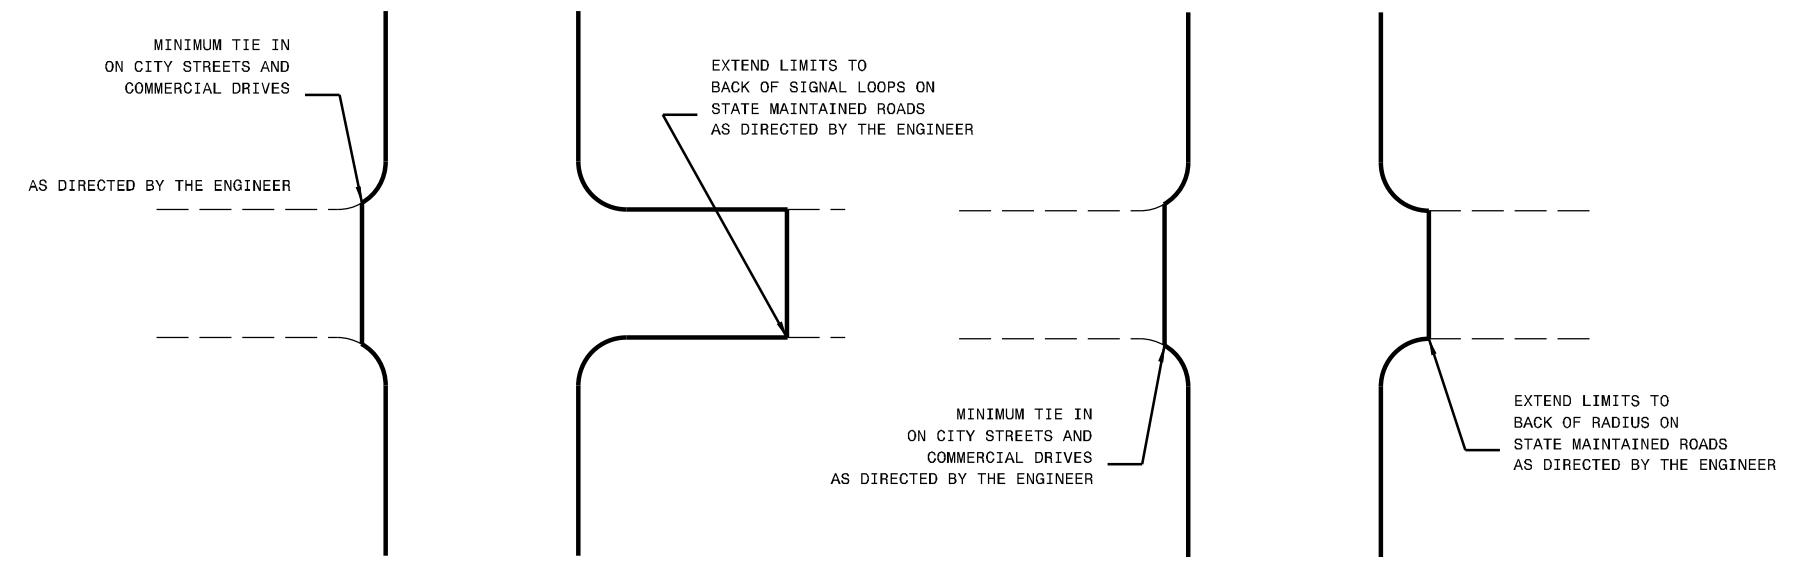 MINIMUM TIE IN
ON CITY STREETS AND
COMMERCIAL DRIVES
AS DIRECTED BY THE ENGINEER
EXTEND LIMITS TO
BACK OF SIGNAL LOOPS ON
STATE MAINTAINED ROADS
AS DIRECTED BY THE ENGINEER
MINIMUM TIE IN
ON CITY STREETS AND
COMMERCIAL DRIVES
AS DIRECTED BY THE ENGINEER
EXTEND LIMITS TO
BACK OF RADIUS ON
STATE MAINTAINED ROADS
AS DIRECTED BY THE ENGINEER